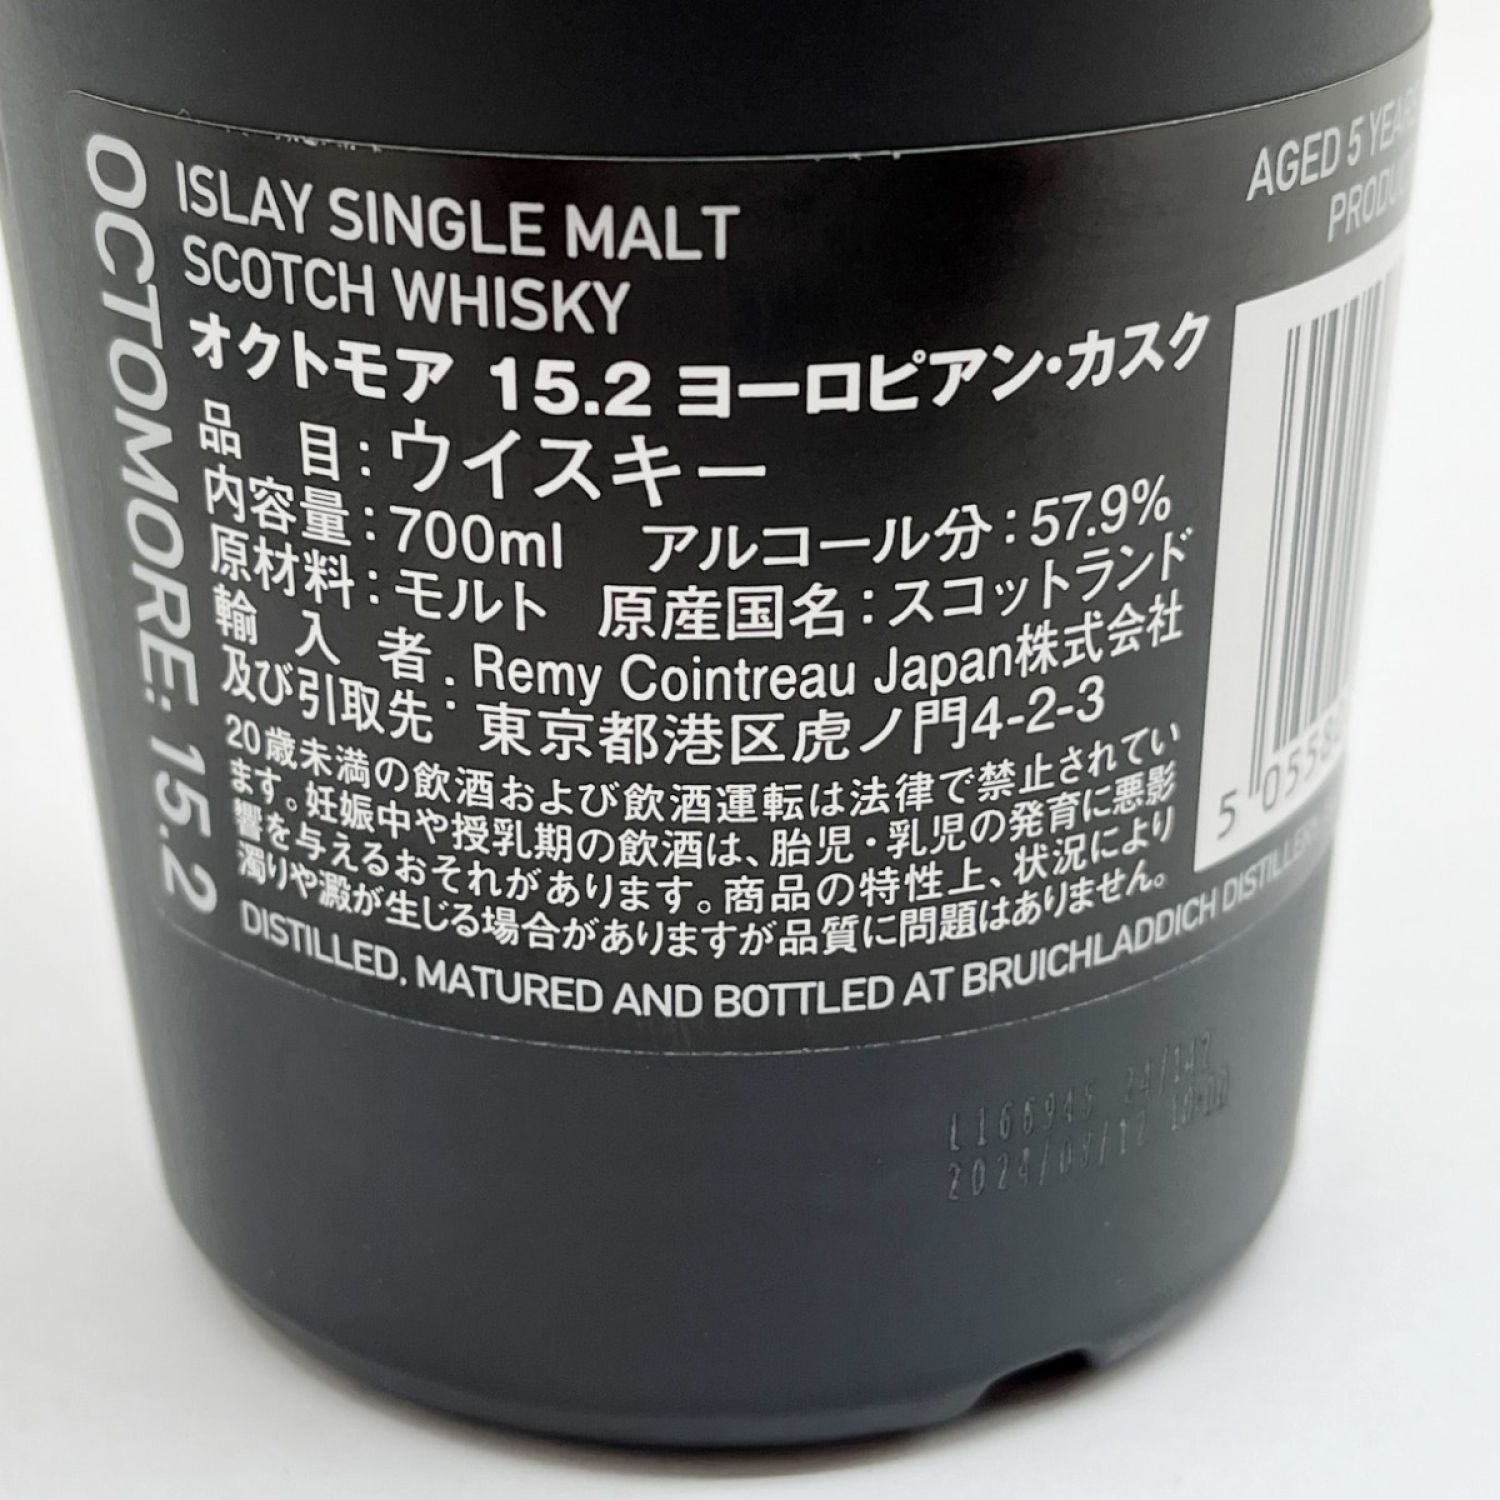 OCTOMORE: 15.2
ISLAY SINGLE MALT
SCOTCH WHISKY
オクトモア 15.2 ヨーロピアン・カスク
品目:ウイスキー
内容量:700ml アルコール分:57.9%
原材料:モルト 原産国名:スコットランド
輸入者及び引取先:Remy Cointreau Japan株式会社
東京都港区虎ノ門4-2-3
20歳未満の飲酒および飲酒運転は法律で禁止されてい
ます。妊娠中や授乳期の飲酒は、胎児・乳児の発育に悪影
響を与えるおそれがあります。商品の特性上、状況により
濁りや澱が生じる場合がありますが品質に問題はありません。
DISTILLED, MATURED AND BOTTLED AT BRUICHLADDICH DISTILLERY
AGED 5 YEARS
5 0558
L166945 24/147
2024/08/12